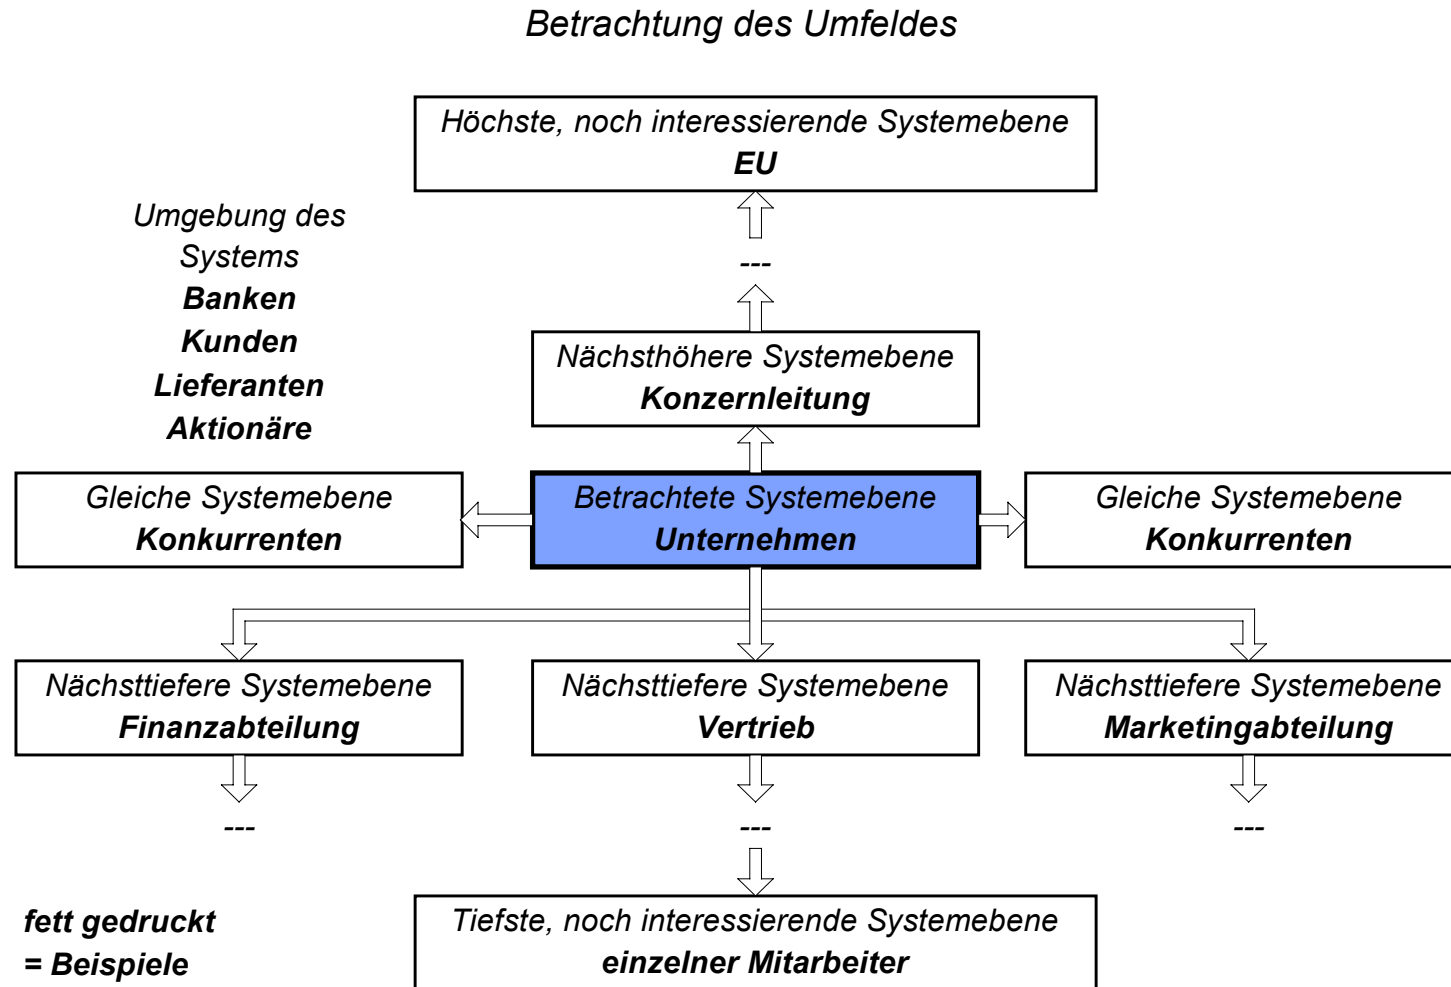 Betrachtung des Umfeldes
Höchste, noch interessierende Systemebene
EU
Umgebung des
Systems
Banken
Kunden
Lieferanten
Aktionäre
---
Nächsthöhere Systemebene
Konzernleitung
Gleiche Systemebene
Konkurrenten
Betrachtete Systemebene
Unternehmen
Gleiche Systemebene
Konkurrenten
Nächsttiefere Systemebene
Finanzabteilung
Nächsttiefere Systemebene
Vertrieb
Nächsttiefere Systemebene
Marketingabteilung
---
---
---
fett gedruckt
= Beispiele
Tiefste, noch interessierende Systemebene
einzelner Mitarbeiter